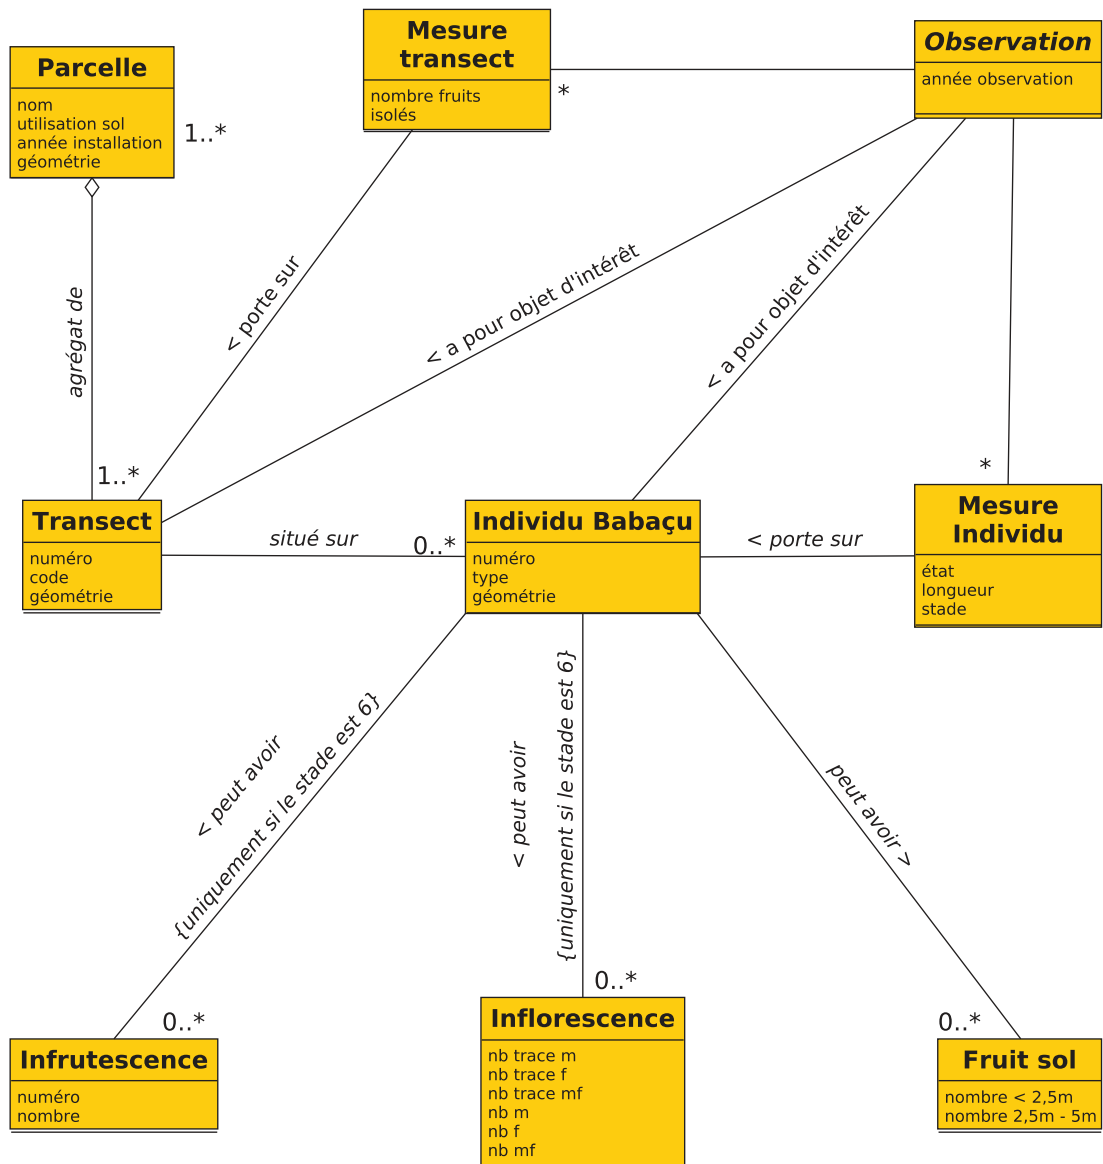 Parcelle
nom
utilisation sol
année installation
géométrie
1..*
Mesure
transect
nombre fruits
isolés
*
Observation
année observation
agrégat de
< porte sur
< a pour objet d'intérêt
< a pour objet d'intérêt
1..*
*
Transect
numéro
code
géométrie
situé sur
0..*
Individu Babaçu
numéro
type
géométrie
< porte sur
Mesure
Individu
état
longueur
stade
< peut avoir
{uniquement si le stade est 6}
< peut avoir
{uniquement si le stade est 6}
peut avoir >
0..*
0..*
0..*
Infrutescence
numéro
nombre
Inflorescence
nb trace m
nb trace f
nb trace mf
nb m
nb f
nb mf
Fruit sol
nombre < 2,5m
nombre 2,5m - 5m